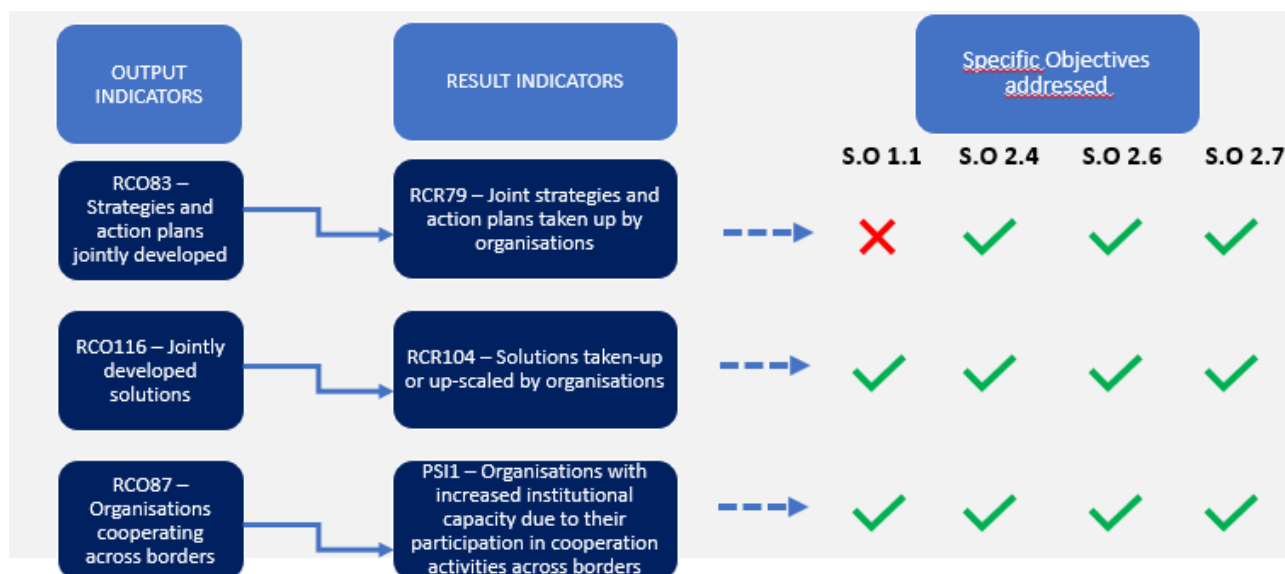 OUTPUT
INDICATORS
RESULT INDICATORS
Specific Objectives
addressed
S.O 1.1 S.O 2.4 S.O 2.6 S.O 2.7
RCO83 –
Strategies and
action plans
jointly developed
RCR79 – Joint strategies and
action plans taken up by
organisations
RCO116 – Jointly
developed
solutions
RCR104 – Solutions taken-up
or up-scaled by organisations
RCO87 –
Organisations
cooperating
across borders
PSI1 – Organisations with
increased institutional
capacity due to their
participation in cooperation
activities across borders